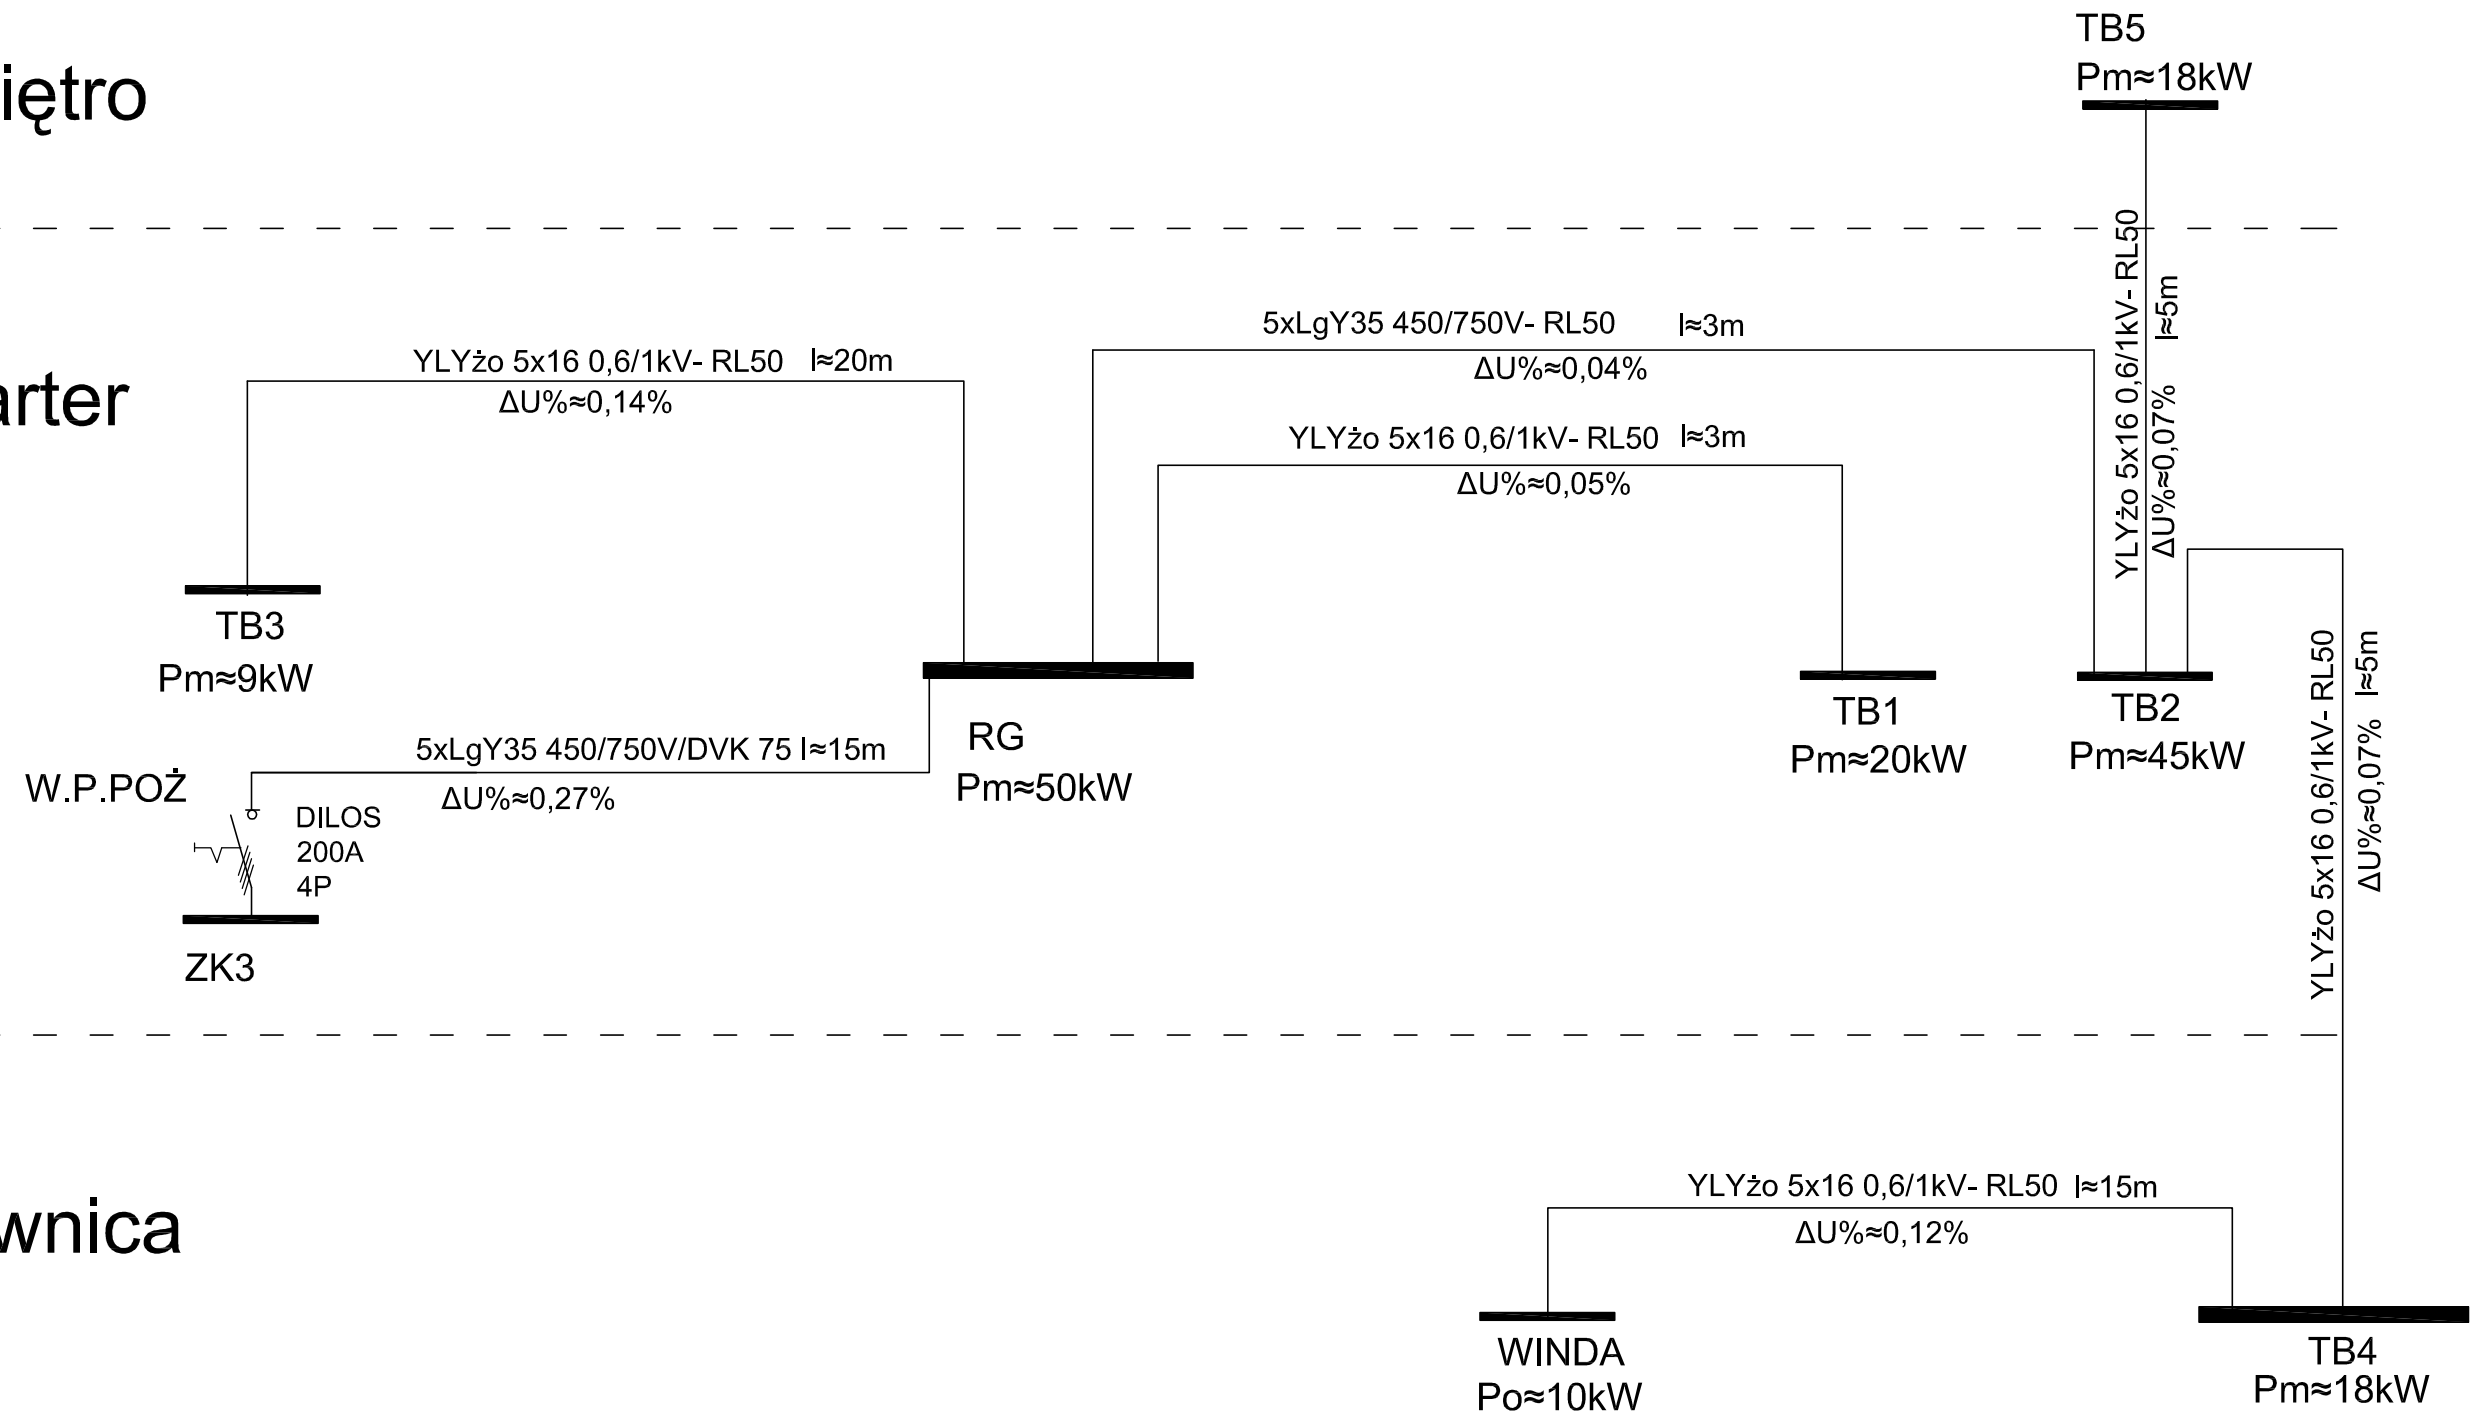 TB5
Pm≈18kW
iętro
YLYżo 5x16 0,6/1kV- RL50 l≈5m
ΔU%≈0,07%
5xLgY35 450/750V- RL50 l≈3m
ΔU%≈0,04%
YLYżo 5x16 0,6/1kV- RL50 l≈20m
ΔU%≈0,14%
arter
YLYżo 5x16 0,6/1kV- RL50 l≈3m
ΔU%≈0,05%
TB3
Pm≈9kW
RG
Pm≈50kW
TB1
Pm≈20kW
TB2
Pm≈45kW
YLYżo 5x16 0,6/1kV- RL50 l≈5m
ΔU%≈0,07%
5xLgY35 450/750V/DVK 75 l≈15m
ΔU%≈0,27%
W.P.POŻ
DILOS
200A
4P
ZK3
YLYżo 5x16 0,6/1kV- RL50 l≈15m
ΔU%≈0,12%
wnica
WINDA
Po≈10kW
TB4
Pm≈18kW